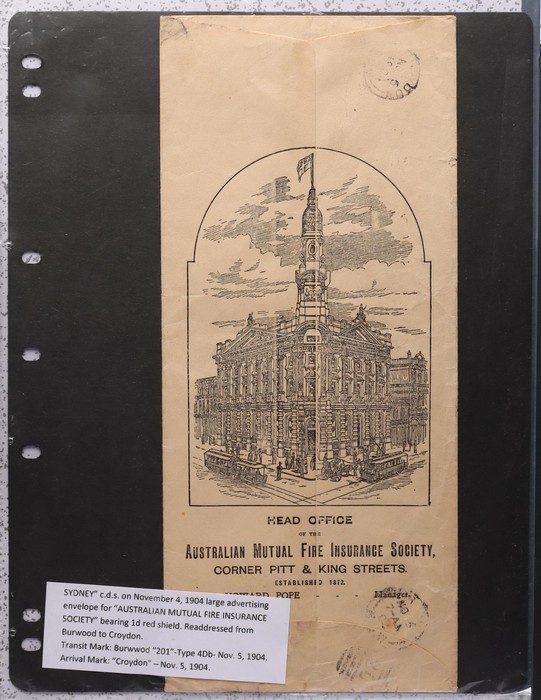 HEAD OFFICE
OF THE
AUSTRALIAN MUTUAL FIRE INSURANCE SOCIETY,
CORNER PITT & KING STREETS.
ESTABLISHED 1872.
POPE - - - Manager.
SYDNEY" c.d.s. on November 4, 1904 large advertising
envelope for "AUSTRALIAN MUTUAL FIRE INSURANCE
SOCIETY" bearing 1d red shield. Readdressed from
Burwood to Croydon.
Transit Mark: Burwwod "201"-Type 4Db- Nov. 5, 1904.
Arrival Mark: "Croydon" – Nov. 5, 1904.